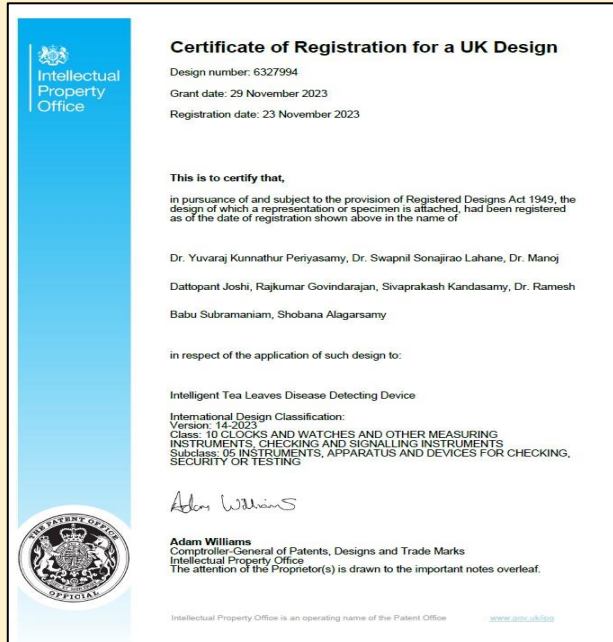 Intellectual
Property
Office
Certificate of Registration for a UK Design
Design number: 6327994
Grant date: 29 November 2023
Registration date: 23 November 2023
This is to certify that,
in pursuance of and subject to the provision of Registered Designs Act 1949, the
design of which a representation or specimen is attached, had been registered
as of the date of registration shown above in the name of
Dr. Yuvaraj Kunnathur Periyasamy, Dr. Swapnil Sonajirao Lahane, Dr. Manoj
Dattopant Joshi, Rajkumar Govindarajan, Sivaprakash Kandasamy, Dr. Ramesh
Babu Subramaniam, Shobana Alagarsamy
in respect of the application of such design to:
Intelligent Tea Leaves Disease Detecting Device
International Design Classification:
Version: 14-2023
Class: 10 CLOCKS AND WATCHES AND OTHER MEASURING
INSTRUMENTS, CHECKING AND SIGNALLING INSTRUMENTS
Subclass: 05 INSTRUMENTS, APPARATUS AND DEVICES FOR CHECKING,
SECURITY OR TESTING
Adam Williams
Adam Williams
Comptroller-General of Patents, Designs and Trade Marks
Intellectual Property Office
The attention of the Proprietor(s) is drawn to the important notes overleaf.
THE PATENT OFFICE
OFFICIAL
Intellectual Property Office is an operating name of the Patent Office www.gov.uk/ipo